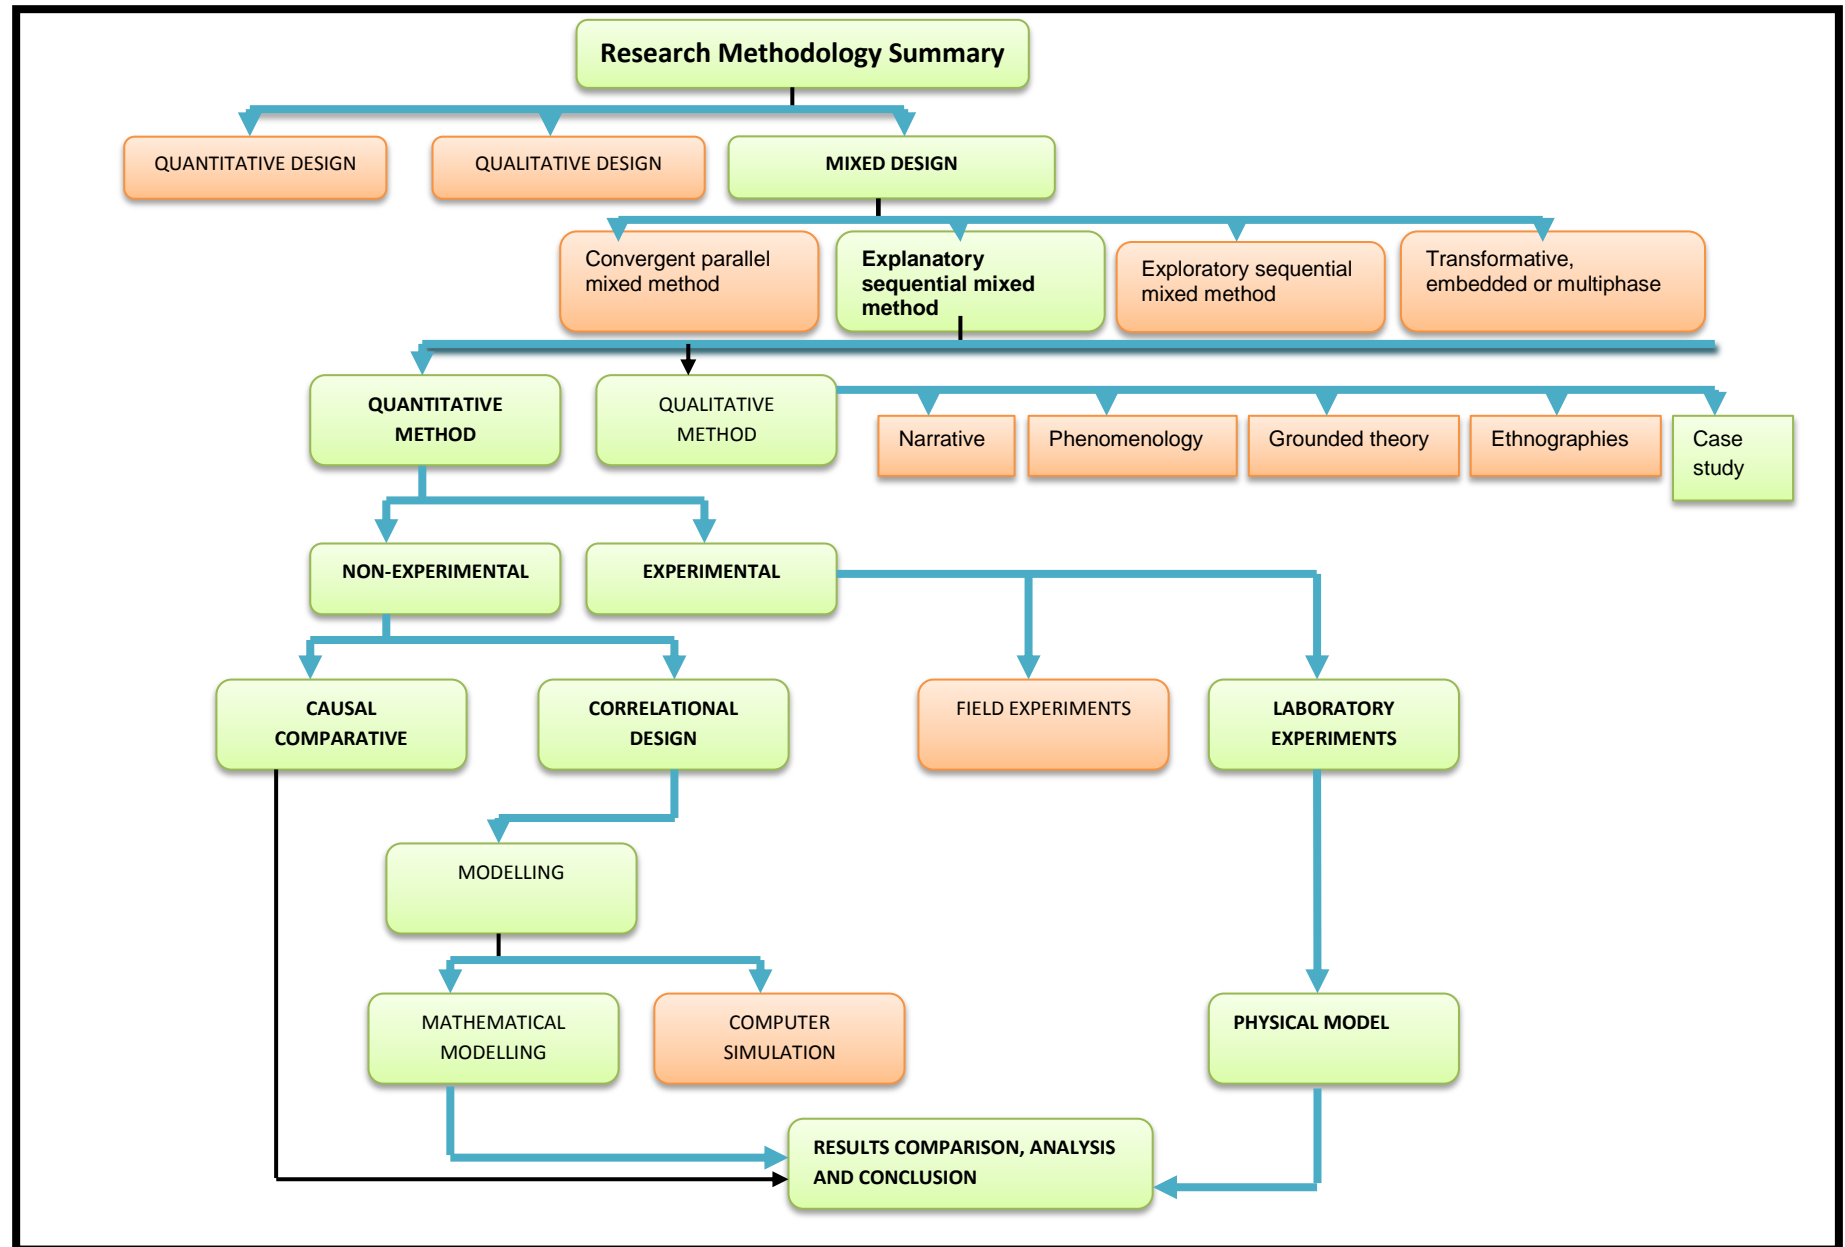 Research Methodology Summary
QUANTITATIVE DESIGN
QUALITATIVE DESIGN
MIXED DESIGN
Convergent parallel
mixed method
Explanatory
sequential mixed
method
Exploratory sequential
mixed method
Transformative,
embedded or multiphase
QUANTITATIVE
METHOD
QUALITATIVE
METHOD
Narrative
Phenomenology
Grounded theory
Ethnographies
Case
study
NON-EXPERIMENTAL
EXPERIMENTAL
CAUSAL
COMPARATIVE
CORRELATIONAL
DESIGN
FIELD EXPERIMENTS
LABORATORY
EXPERIMENTS
MODELLING
MATHEMATICAL
MODELLING
COMPUTER
SIMULATION
PHYSICAL MODEL
RESULTS COMPARISON, ANALYSIS
AND CONCLUSION